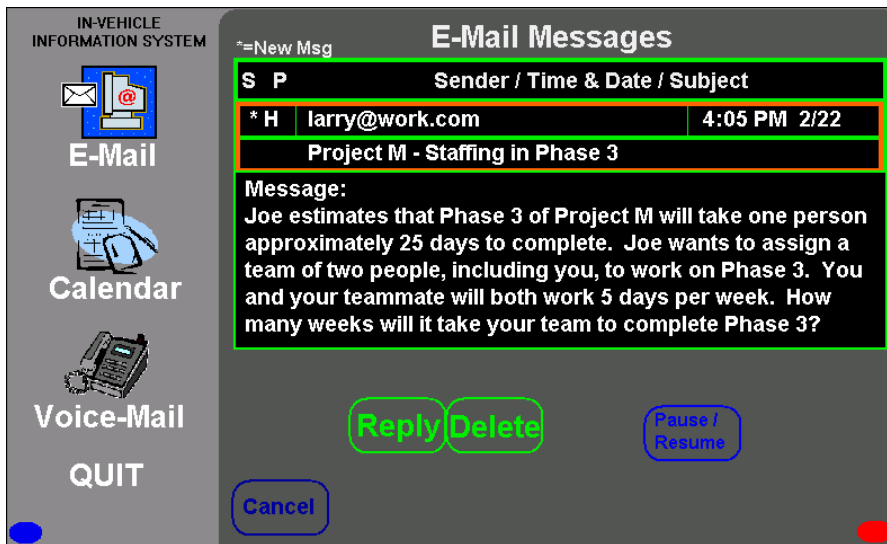 IN-VEHICLE
INFORMATION SYSTEM
@
E-Mail
Calendar
Voice-Mail
QUIT
*=New Msg
E-Mail Messages
S P Sender / Time & Date / Subject
* H larry@work.com 4:05 PM 2/22
Project M - Staffing in Phase 3
Message:
Joe estimates that Phase 3 of Project M will take one person
approximately 25 days to complete. Joe wants to assign a
team of two people, including you, to work on Phase 3. You
and your teammate will both work 5 days per week. How
many weeks will it take your team to complete Phase 3?
Reply Delete
Pause /
Resume
Cancel